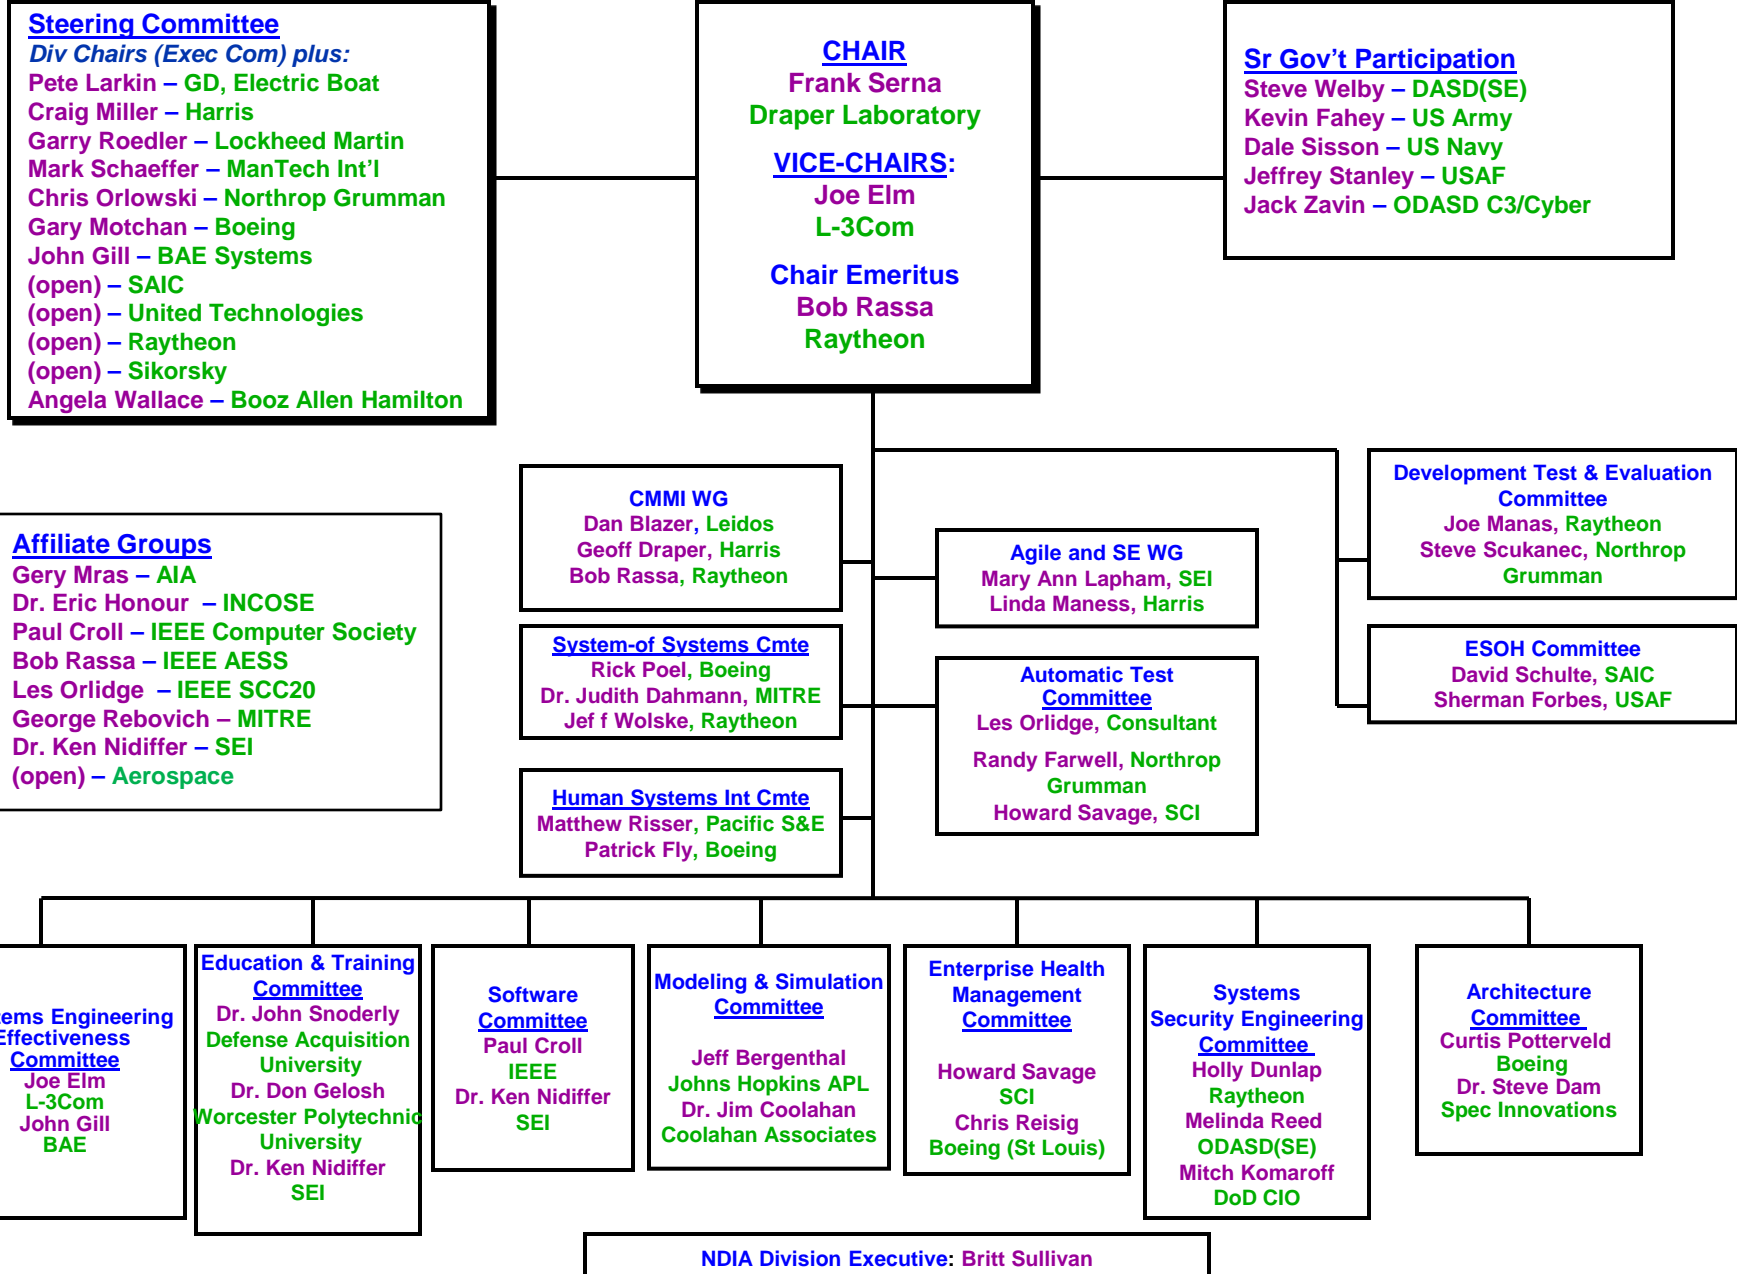 Steering Committee
Div Chairs (Exec Com) plus:
Pete Larkin – GD, Electric Boat
Craig Miller – Harris
Garry Roedler – Lockheed Martin
Mark Schaeffer – ManTech Int’l
Chris Orlowski – Northrop Grumman
Gary Motchan – Boeing
John Gill – BAE Systems
(open) – SAIC
(open) – United Technologies
(open) – Raytheon
(open) – Sikorsky
Angela Wallace – Booz Allen Hamilton
CHAIR
Frank Serna
Draper Laboratory
VICE-CHAIRS:
Joe Elm
L-3Com
Chair Emeritus
Bob Rassa
Raytheon
Sr Gov’t Participation
Steve Welby – DASD(SE)
Kevin Fahey – US Army
Dale Sisson – US Navy
Jeffrey Stanley – USAF
Jack Zavin – ODASD C3/Cyber
Affiliate Groups
Gery Mras – AIA
Dr. Eric Honour – INCOSE
Paul Croll – IEEE Computer Society
Bob Rassa – IEEE AESS
Les Orlidge – IEEE SCC20
George Rebovich – MITRE
Dr. Ken Nidiffer – SEI
(open) – Aerospace
CMMI WG
Dan Blazer, Leidos
Geoff Draper, Harris
Bob Rassa, Raytheon
System-of Systems Cmte
Rick Poel, Boeing
Dr. Judith Dahmann, MITRE
Jef f Wolske, Raytheon
Human Systems Int Cmte
Matthew Risser, Pacific S&E
Patrick Fly, Boeing
Agile and SE WG
Mary Ann Lapham, SEI
Linda Maness, Harris
Automatic Test
Committee
Les Orlidge, Consultant
Randy Farwell, Northrop
Grumman
Howard Savage, SCI
Development Test & Evaluation
Committee
Joe Manas, Raytheon
Steve Scukanec, Northrop
Grumman
ESOH Committee
David Schulte, SAIC
Sherman Forbes, USAF
tems Engineering
Effectiveness
Committee
Joe Elm
L-3Com
John Gill
BAE
Education & Training
Committee
Dr. John Snoderly
Defense Acquisition
University
Dr. Don Gelosh
Worcester Polytechnic
University
Dr. Ken Nidiffer
SEI
Software
Committee
Paul Croll
IEEE
Dr. Ken Nidiffer
SEI
Modeling & Simulation
Committee
Jeff Bergenthal
Johns Hopkins APL
Dr. Jim Coolahan
Coolahan Associates
Enterprise Health
Management
Committee
Howard Savage
SCI
Chris Reisig
Boeing (St Louis)
Systems
Security Engineering
Committee
Holly Dunlap
Raytheon
Melinda Reed
ODASD(SE)
Mitch Komaroff
DoD CIO
Architecture
Committee
Curtis Potterveld
Boeing
Dr. Steve Dam
Spec Innovations
NDIA Division Executive: Britt Sullivan